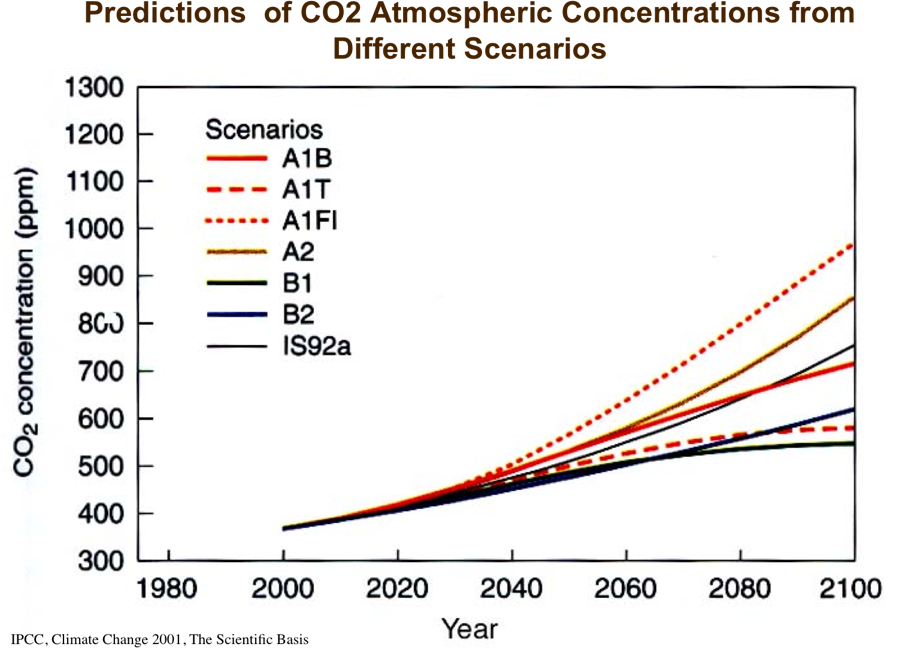 Predictions of CO2 Atmospheric Concentrations from
Different Scenarios
CO2 concentration (ppm)
1300
1200
1100
1000
900
800
700
600
500
400
300
Scenarios
A1B
A1T
A1FI
A2
B1
B2
IS92a
1980 2000 2020 2040 2060 2080 2100
Year
IPCC, Climate Change 2001, The Scientific Basis